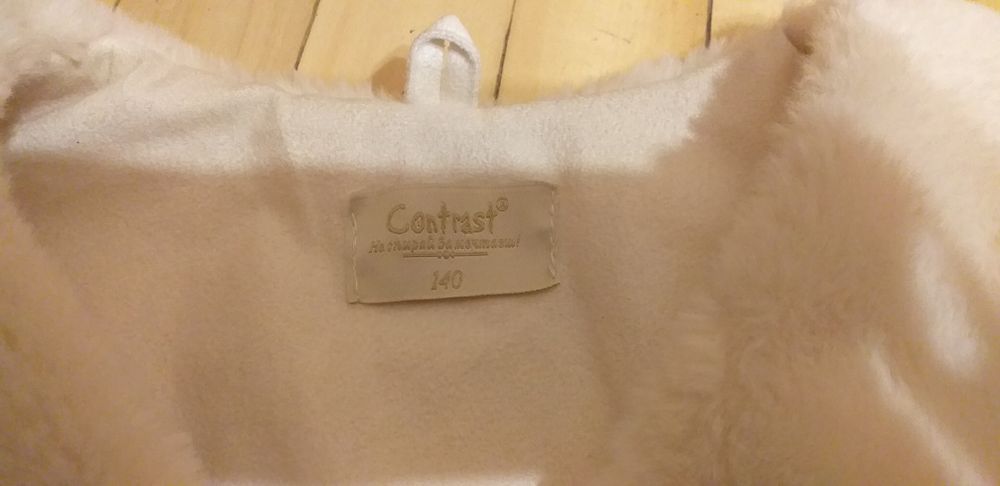 Contrast®
Не спирай да мечтаеш!
140